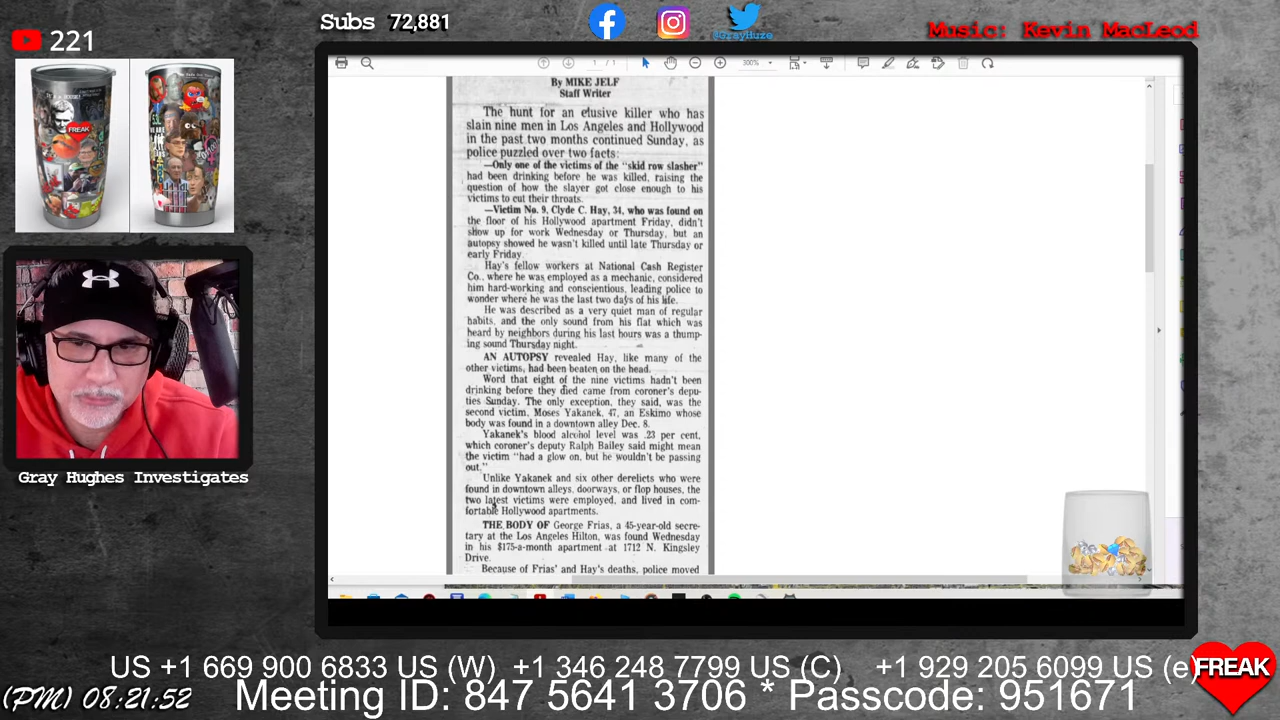 Subs 72,881
221
@GrayHuze
Music: Kevin MacLeod
1 / 1
300%
By MIKE JELF
Staff Writer
The hunt for an elusive killer who has
slain nine men in Los Angeles and Hollywood
in the past two months continued Sunday, as
police puzzled over two facts:
—Only one of the victims of the "skid row slasher"
had been drinking before he was killed, raising the
question of how the slayer got close enough to his
victims to cut their throats.
—Victim No. 9, Clyde C. Hay, 34, who was found on
the floor of his Hollywood apartment Friday, didn't
show up for work Wednesday or Thursday, but an
autopsy showed he wasn't killed until late Thursday or
early Friday.
Hay's fellow workers at National Cash Register
Co., where he was employed as a mechanic, considered
him hard-working and conscientious, leading police to
wonder where he was the last two days of his life.
He was described as a very quiet man of regular
habits, and the only sound from his flat which was
heard by neighbors during his last hours was a thump-
ing sound Thursday night.
AN AUTOPSY revealed Hay, like many of the
other victims, had been beaten on the head.
Word that eight of the nine victims hadn't been
drinking before they died came from coroner's depu-
ties Sunday. The only exception, they said, was the
second victim, Moses Yakanek, 47, an Eskimo whose
body was found in a downtown alley Dec. 8.
Yakanek's blood alcohol level was .23 per cent,
which coroner's deputy Ralph Bailey said might mean
the victim "had a glow on, but he wouldn't be passing
out."
Unlike Yakanek and six other derelicts who were
found in downtown alleys, doorways, or flop houses, the
two latest victims were employed, and lived in com-
fortable Hollywood apartments.
THE BODY OF George Frias, a 45-year-old secre-
tary at the Los Angeles Hilton, was found Wednesday
in his $175-a-month apartment at 1712 N. Kingsley
Drive.
Because of Frias' and Hay's deaths, police moved
FREAK
Gray Hughes Investigates
US +1 669 900 6833 US (W) +1 346 248 7799 US (C) +1 929 205 6099 US (e)
FREAK
(PM) 08:21:52
Meeting ID: 847 5641 3706 * Passcode: 951671